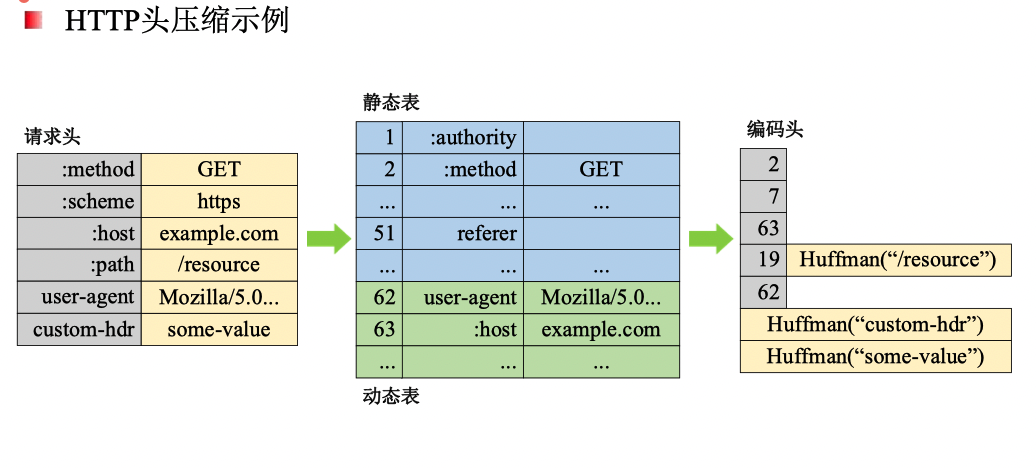 HTTP头压缩示例
请求头
:method GET
:scheme https
:host example.com
:path /resource
user-agent Mozilla/5.0...
custom-hdr some-value
静态表
1 :authority
2 :method GET
... ... ...
51 referer
... ... ...
62 user-agent Mozilla/5.0...
63 :host example.com
... ... ...
动态表
编码头
2
7
63
19 Huffman(“/resource”)
62
Huffman(“custom-hdr”)
Huffman(“some-value”)